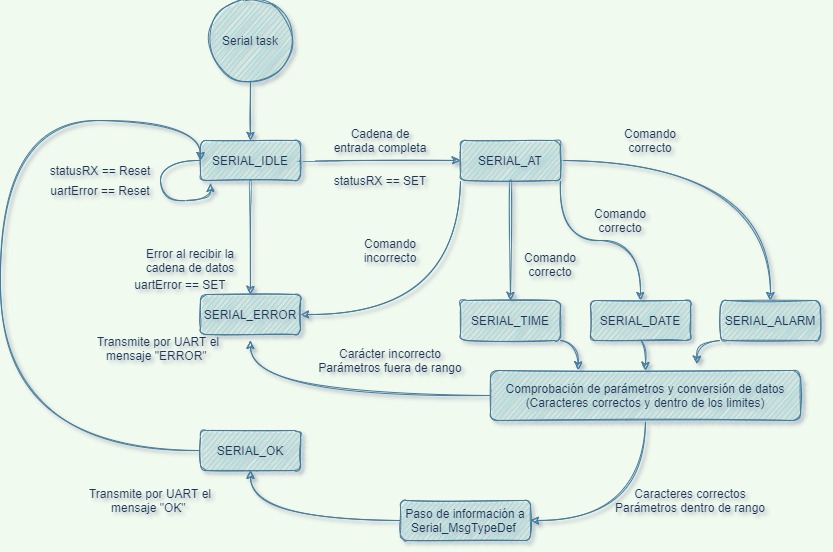 Serial task
Cadena de
entrada completa
Comando
correcto
SERIAL_IDLE
SERIAL_AT
statusRX == Reset
uartError == Reset
statusRX == SET
Comando
correcto
Comando
incorrecto
Comando
correcto
Error al recibir la
cadena de datos
uartError == SET
SERIAL_ERROR
SERIAL_TIME
SERIAL_DATE
SERIAL_ALARM
Transmite por UART el
mensaje "ERROR"
Carácter incorrecto
Parámetros fuera de rango
Comprobación de parámetros y conversión de datos
(Caracteres correctos y dentro de los limites)
SERIAL_OK
Transmite por UART el
mensaje "OK"
Paso de información a
Serial_MsgTypeDef
Caracteres correctos
Parámetros dentro de rango